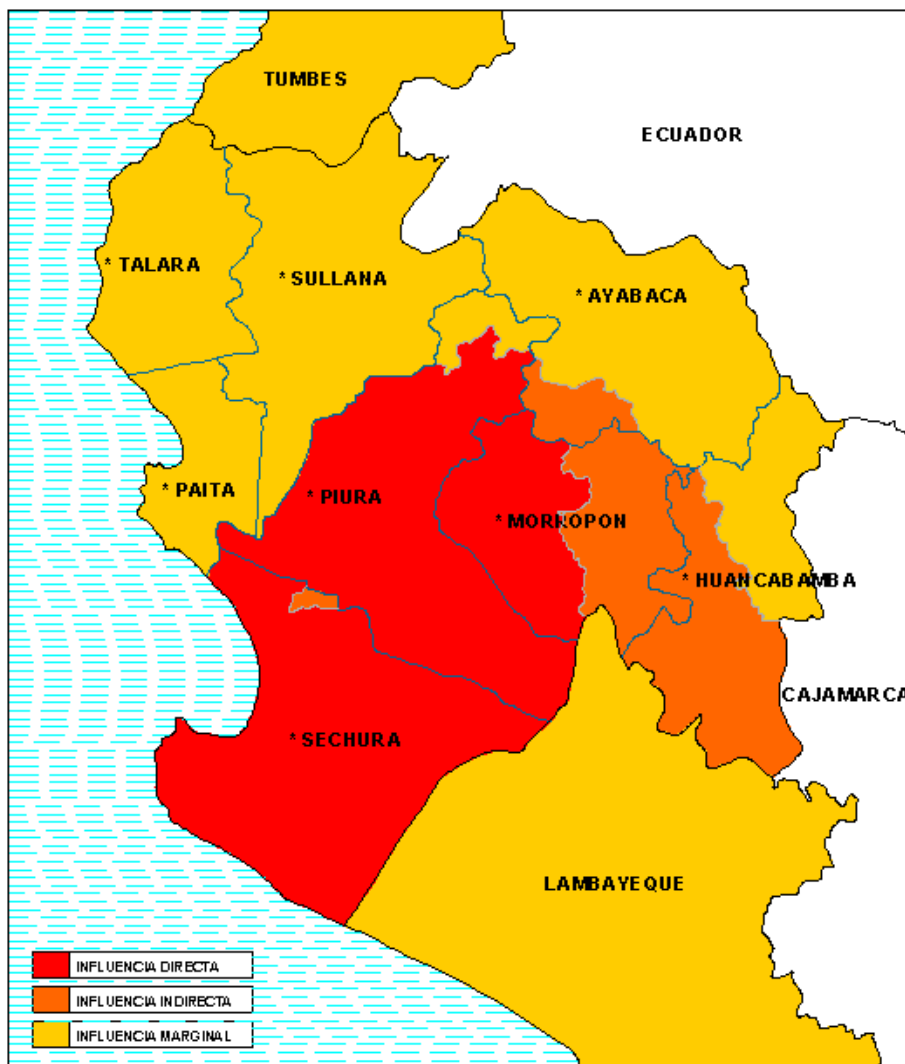 TUMBES
ECUADOR
* TALARA
* SULLANA
* AYABACA
* PAITA
* PIURA
* MORROPON
* HUANCABAMBA
CAJAMARCA
* SECHURA
LAMBAYEQUE
INFLUENCIA DIRECTA
INFLUENCIA INDIRECTA
INFLUENCIA MARGINAL